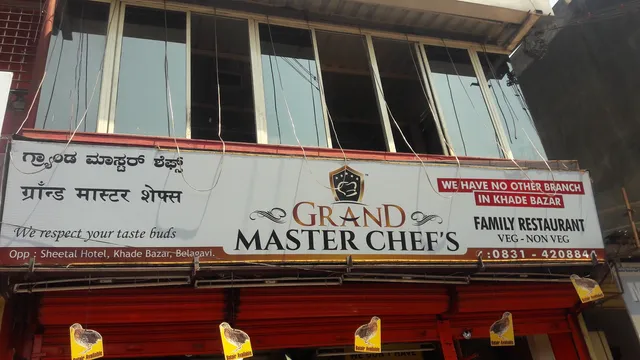 ಗ್ರ್ಯಾಂಡ ಮಾಸ್ಟರ್ ಶೆಫ್ಸ್
ग्राँन्ड मास्टर शेफ्स
We respect your taste buds
Opp : Sheetal Hotel, Khade Bazar, Belagavi.
GRAND
MASTER CHEF'S
WE HAVE NO OTHER BRANCH
IN KHADE BAZAR
FAMILY RESTAURANT
VEG - NON VEG
: 0831 - 420884